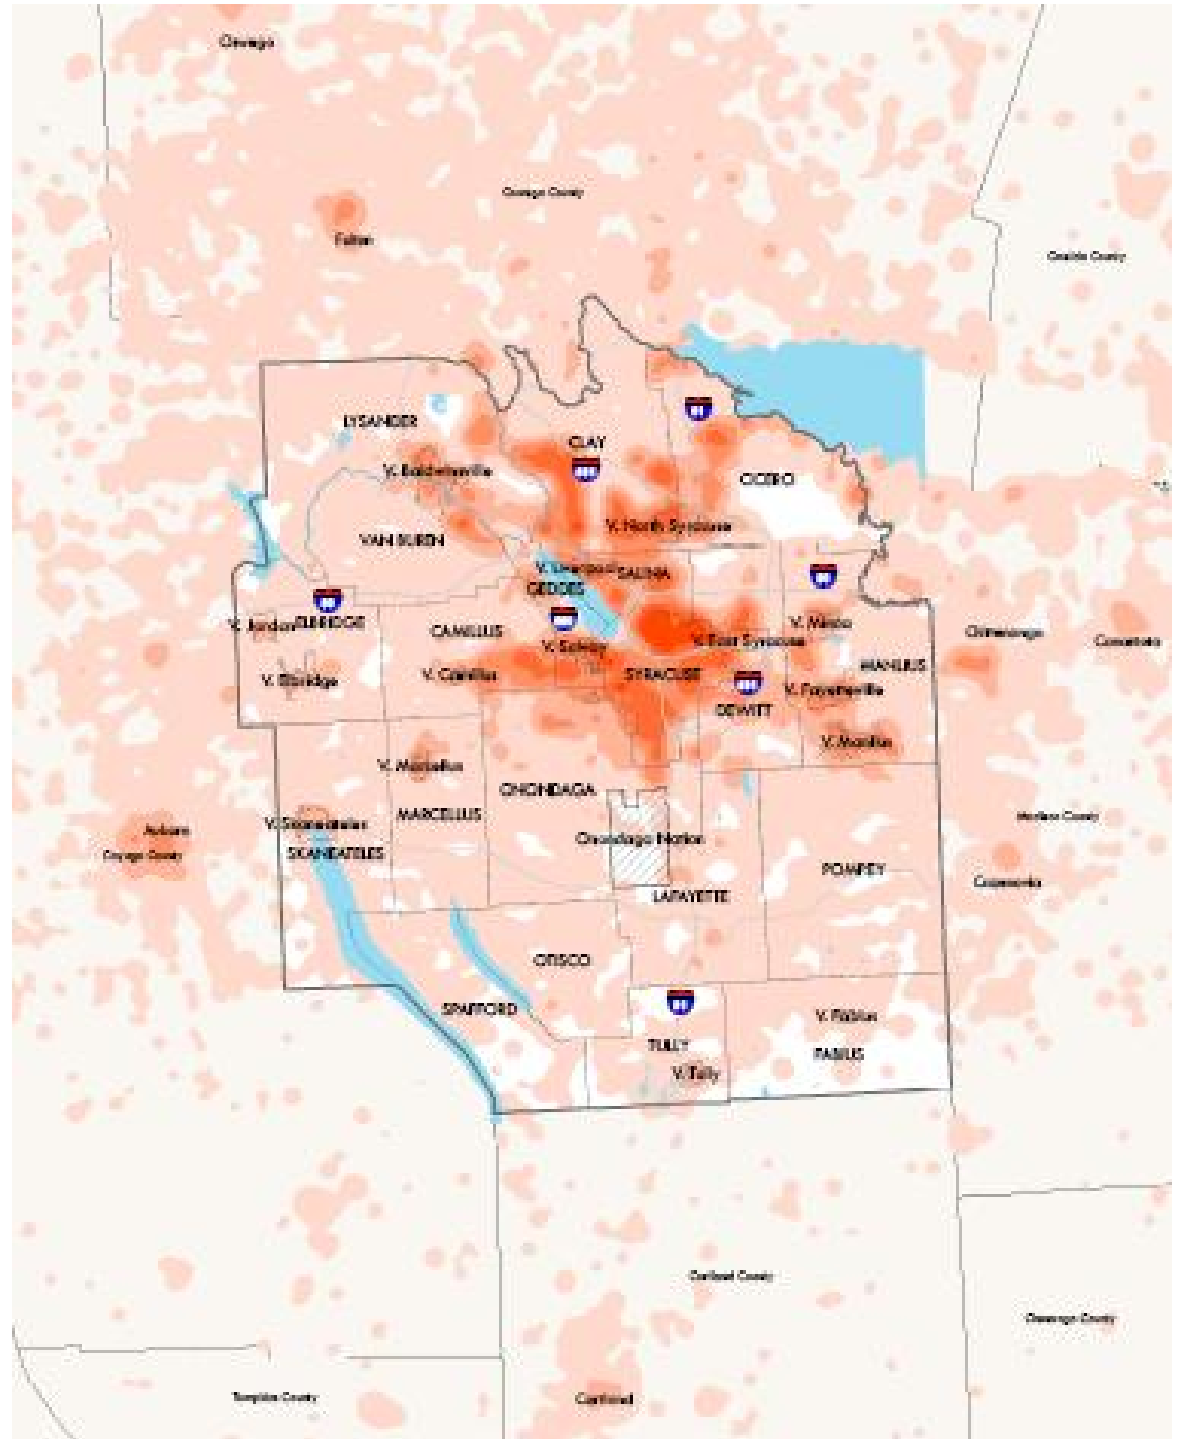 Oswego
Oswego County
Fulton
Oneida County
LYSANDER
CLAY
V. Baldwinsville
CICERO
V. North Syracuse
VAN BUREN
V. Liverpool
SALINA
GEDDES
V. Jordan
ELBRIDGE
CAMILLUS
V. Minoa
Chittenango
V. East Syracuse
Canastota
V. Solvay
MANLIUS
V. Camillus
SYRACUSE
V. Elbridge
V. Fayetteville
DEWITT
V. Manlius
V. Marcellus
ONONDAGA
MARCELLUS
V. Skaneateles
Auburn
Madison County
Onondaga Nation
Cayuga County
SKANEATELES
POMPEY
Cazenovia
LAFAYETTE
OTISCO
SPAFFORD
V. Fabius
TULLY
FABIUS
V. Tully
Cortland County
Chenango County
Tompkins County
Cortland